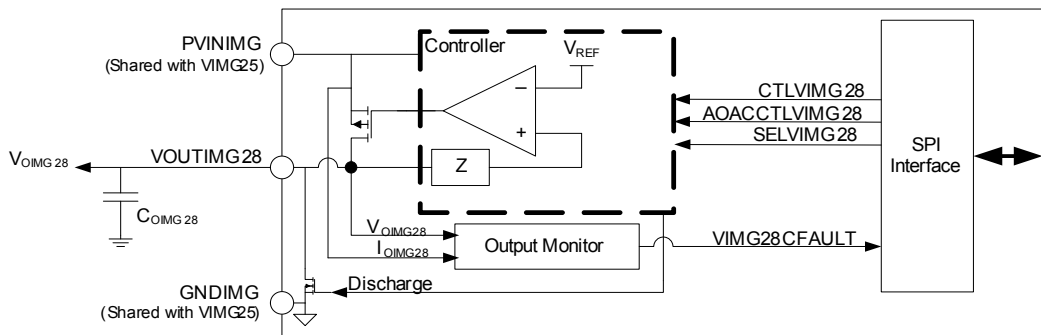 PVINIMG
(Shared with VIMG25)
Controller
VREF
−
+
CTLVIMG28
AOACCTLVIMG28
SELVIMG28
SPI
Interface
VOIMG28
VOUTIMG28
Z
COIMG28
VOIMG28
IOIMG28
Output Monitor
VIMG28CFAULT
GNDIMG
(Shared with VIMG25)
Discharge